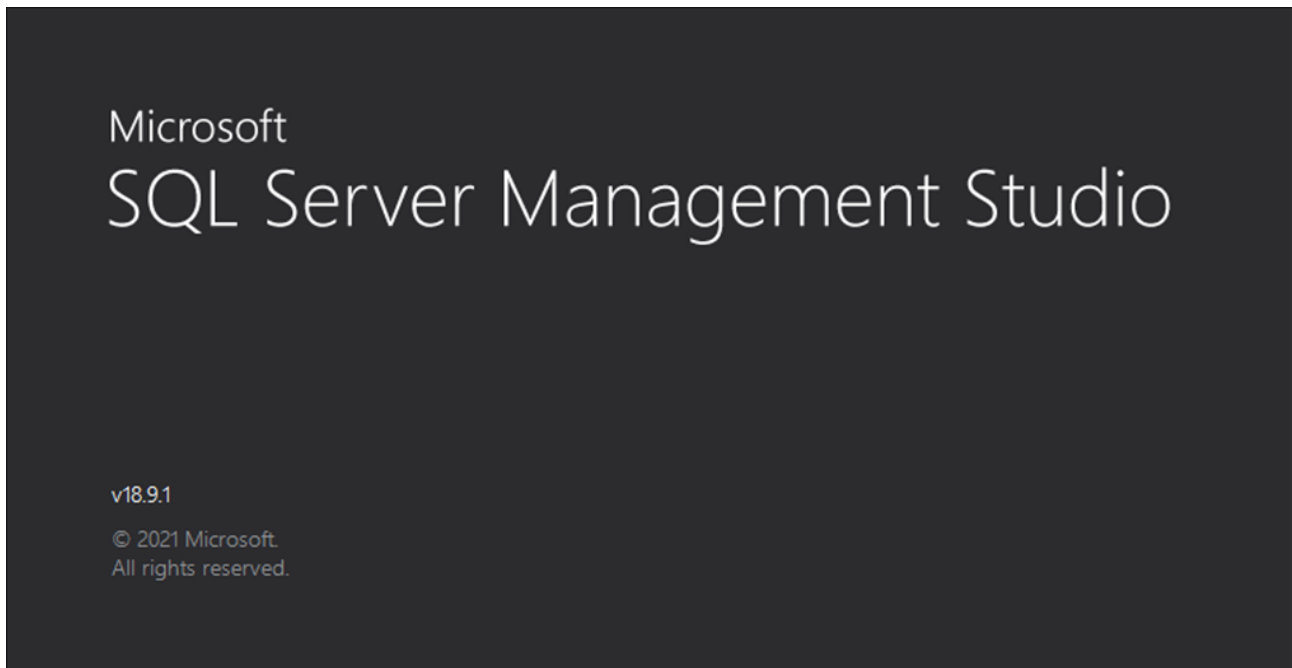 Microsoft
SQL Server Management Studio
v18.9.1
© 2021 Microsoft.
All rights reserved.